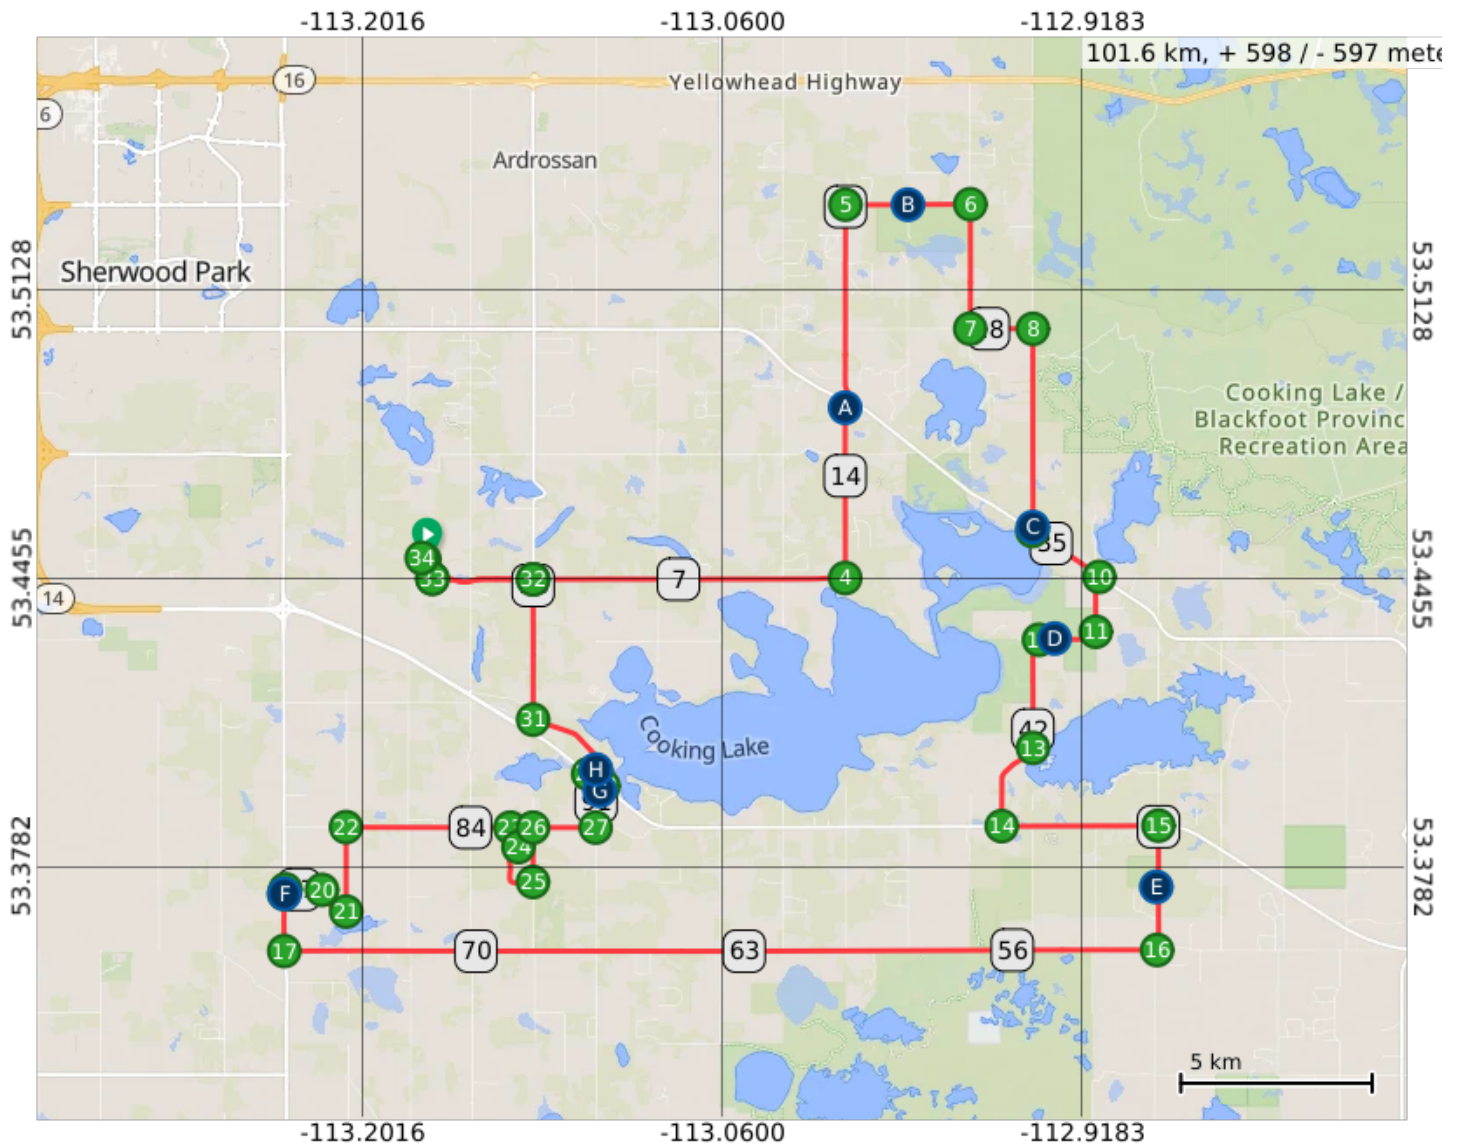 -113.2016 -113.0600 -112.9183
101.6 km, + 598 / - 597 mete
16
Yellowhead Highway
6
Ardrossan
5 B 6
53.5128
Sherwood Park
53.5128
7 8 8
Cooking Lake /
Blackfoot Provinc
Recreation Area
A
14
C
35
34
33 32 7 4 10
53.4455
53.4455
14
11
D
31
42
13
Cooking Lake
H
G
22 84 26 27 14 15
24
25
53.3782
53.3782
F 20
21
E
17 70 63 56 16
5 km
-113.2016 -113.0600 -112.9183